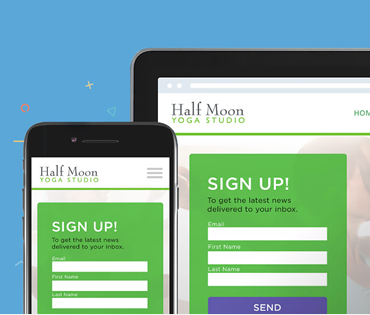 Half Moon
YOGA STUDIO
HOM
SIGN UP!
To get the latest news
delivered to your inbox.
Email
First Name
Last Name
SEND
Half Moon
YOGA STUDIO
SIGN UP!
To get the latest news
delivered to your inbox.
Email
First Name
Last Name